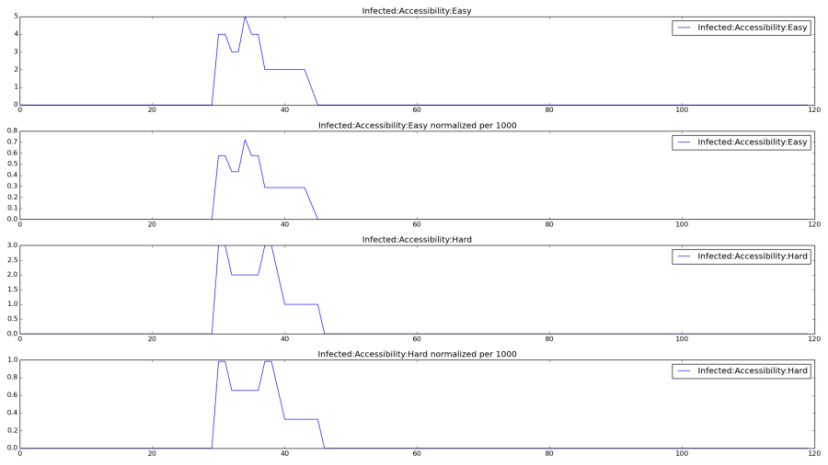 Infected:Accessibility:Easy
5
4
3
2
1
0
Infected:Accessibility:Easy
0 20 40 60 80 100 120
Infected:Accessibility:Easy normalized per 1000
0.8
0.7
0.6
0.5
0.4
0.3
0.2
0.1
0.0
Infected:Accessibility:Easy
0 20 40 60 80 100 120
Infected:Accessibility:Hard
3.0
2.5
2.0
1.5
1.0
0.5
0.0
Infected:Accessibility:Hard
0 20 40 60 80 100 120
Infected:Accessibility:Hard normalized per 1000
1.0
0.8
0.6
0.4
0.2
0.0
Infected:Accessibility:Hard
0 20 40 60 80 100 120